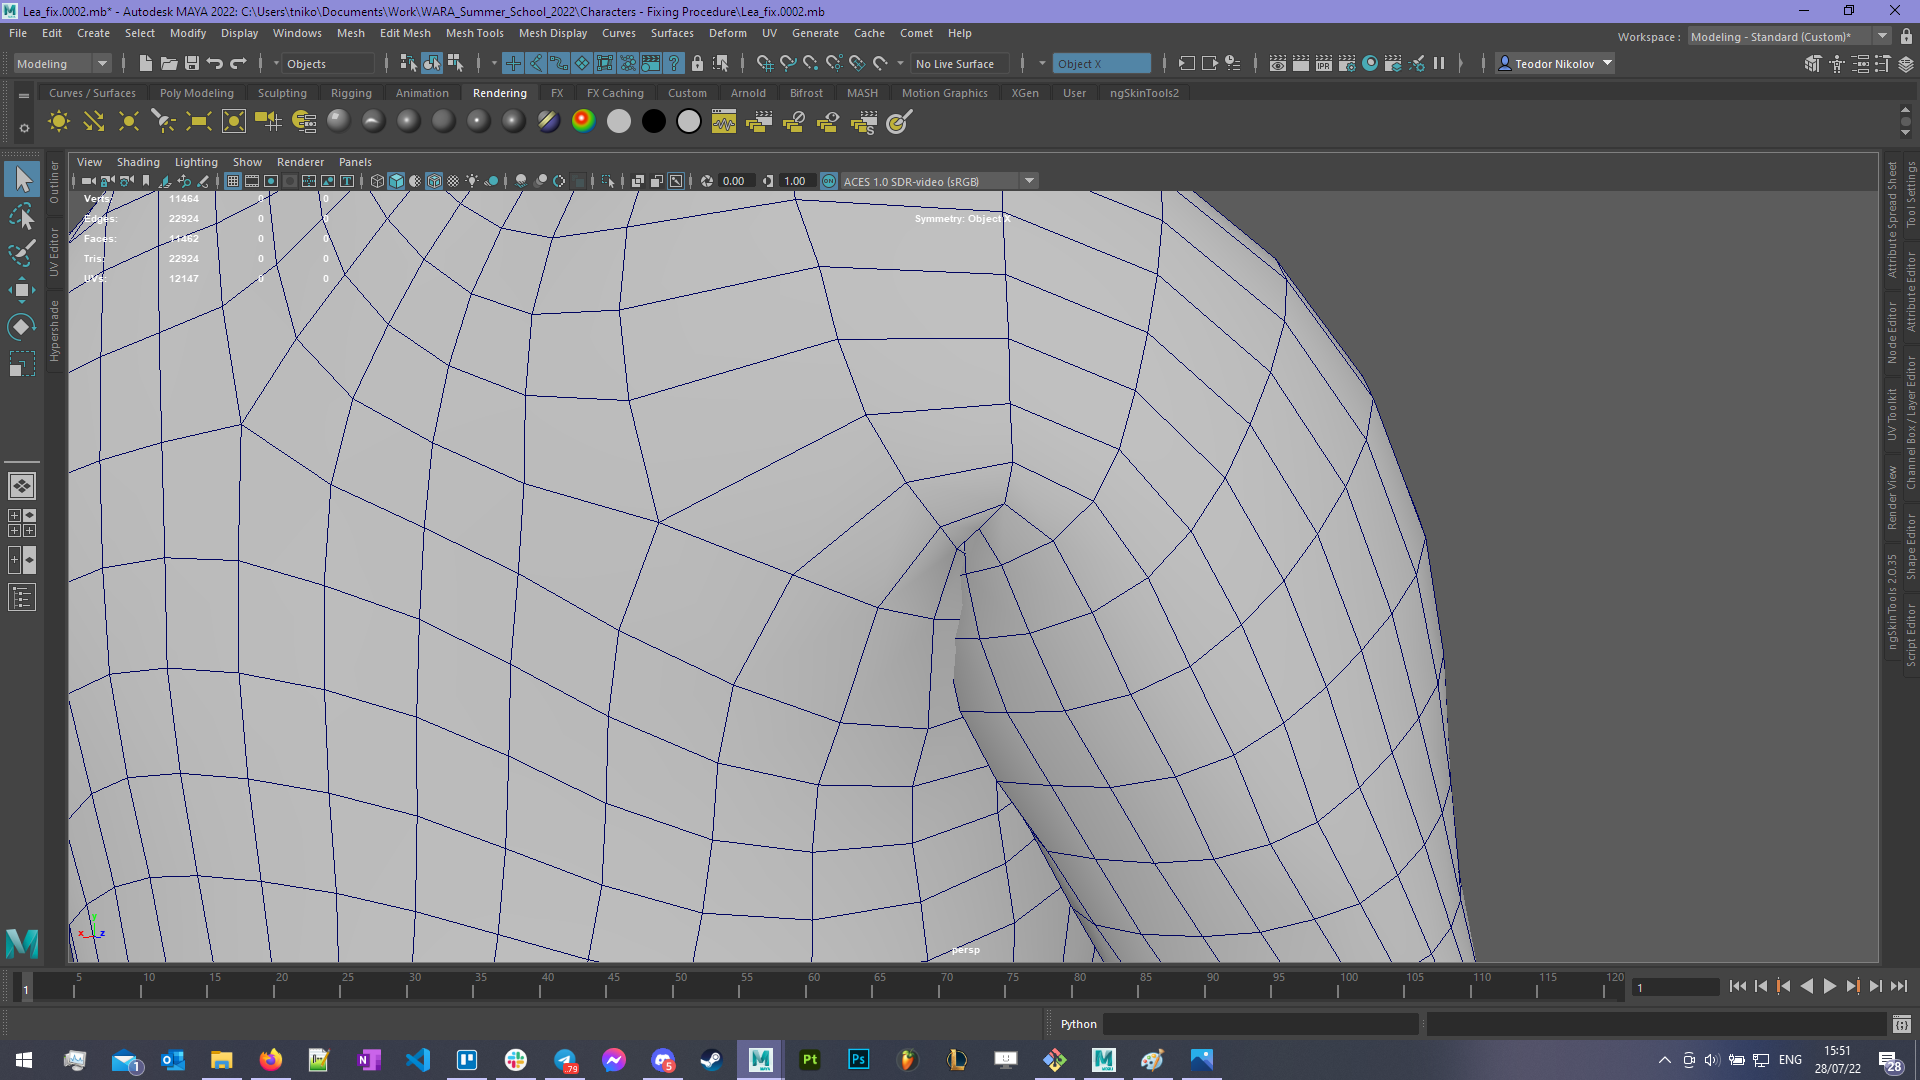 Lea_fix.0002.mb* - Autodesk MAYA 2022: C:\Users\tniko\Documents\Work\WARA_Summer_School_2022\Characters - Fixing Procedure\Lea_fix.0002.mb
File Edit Create Select Modify Display Windows Mesh Edit Mesh Mesh Tools Mesh Display Curves Surfaces Deform UV Generate Cache Comet Help
Workspace : Modeling - Standard (Custom)*
Modeling Objects No Live Surface Object X Teodor Nikolov
Curves / Surfaces Poly Modeling Sculpting Rigging Animation Rendering FX FX Caching Custom Arnold Bifrost MASH Motion Graphics XGen User ngSkinTools2
IPR
S
View Shading Lighting Show Renderer Panels
0.00 1.00 ON ACES 1.0 SDR-video (sRGB)
Outliner
UV Editor
Hypershade
Verts: 11464 0 0
Symmetry: Object X
Edges: 22924 0 0
Faces: 11462 0 0
Tris: 22924 0 0
UVs: 12147 0 0
Attribute Spread Sheet
Node Editor
UV Toolkit
Render View
ngSkinTools 2.0.35
Tool Settings
Attribute Editor
Channel Box / Layer Editor
Shape Editor
Script Editor
y
x z
persp
1 5 10 15 20 25 30 35 40 45 50 55 60 65 70 75 80 85 90 95 100 105 110 115 120
1
Python
1 .79 5 Pt Ps
ENG
15:51
28/07/22
28